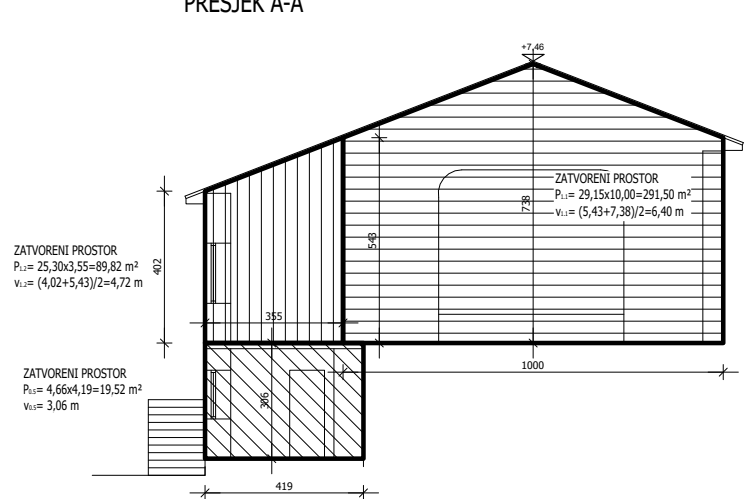 PRESJEK A-A
+7,46
ZATVORENI PROSTOR
P1.1= 29,15x10,00=291,50 m²
v1.1= (5,43+7,38)/2=6,40 m
738
543
ZATVORENI PROSTOR
P1.2= 25,30x3,55=89,82 m²
v1.2= (4,02+5,43)/2=4,72 m
402
355
1000
ZATVORENI PROSTOR
P0.5= 4,66x4,19=19,52 m²
v0.5= 3,06 m
306
419